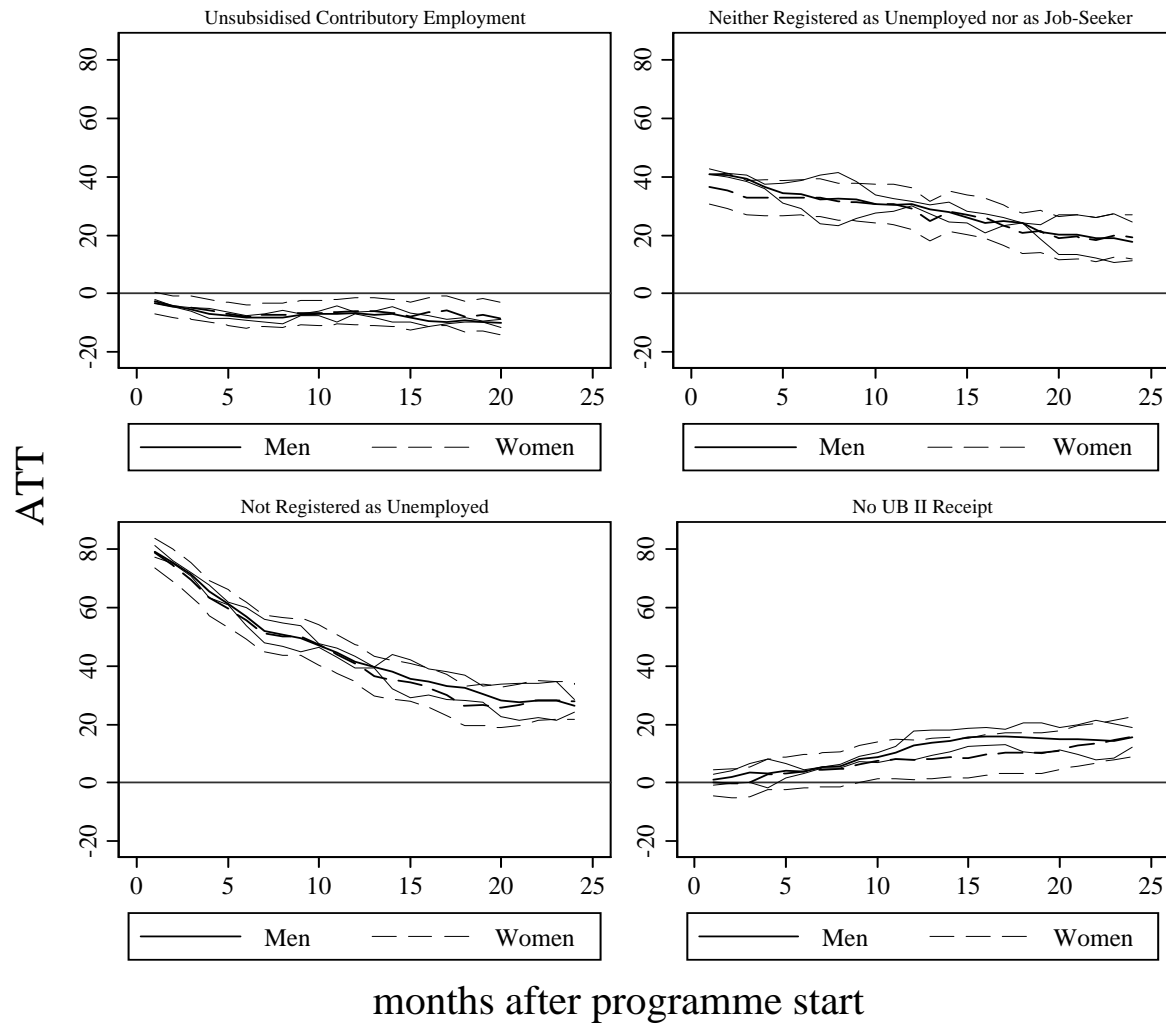 Unsubsidised Contributory Employment
80
60
40
20
0
-20
0 5 10 15 20 25
Men Women
Neither Registered as Unemployed nor as Job-Seeker
80
60
40
20
0
-20
0 5 10 15 20 25
Men Women
ATT
Not Registered as Unemployed
80
60
40
20
0
-20
0 5 10 15 20 25
Men Women
No UB II Receipt
80
60
40
20
0
-20
0 5 10 15 20 25
Men Women
months after programme start